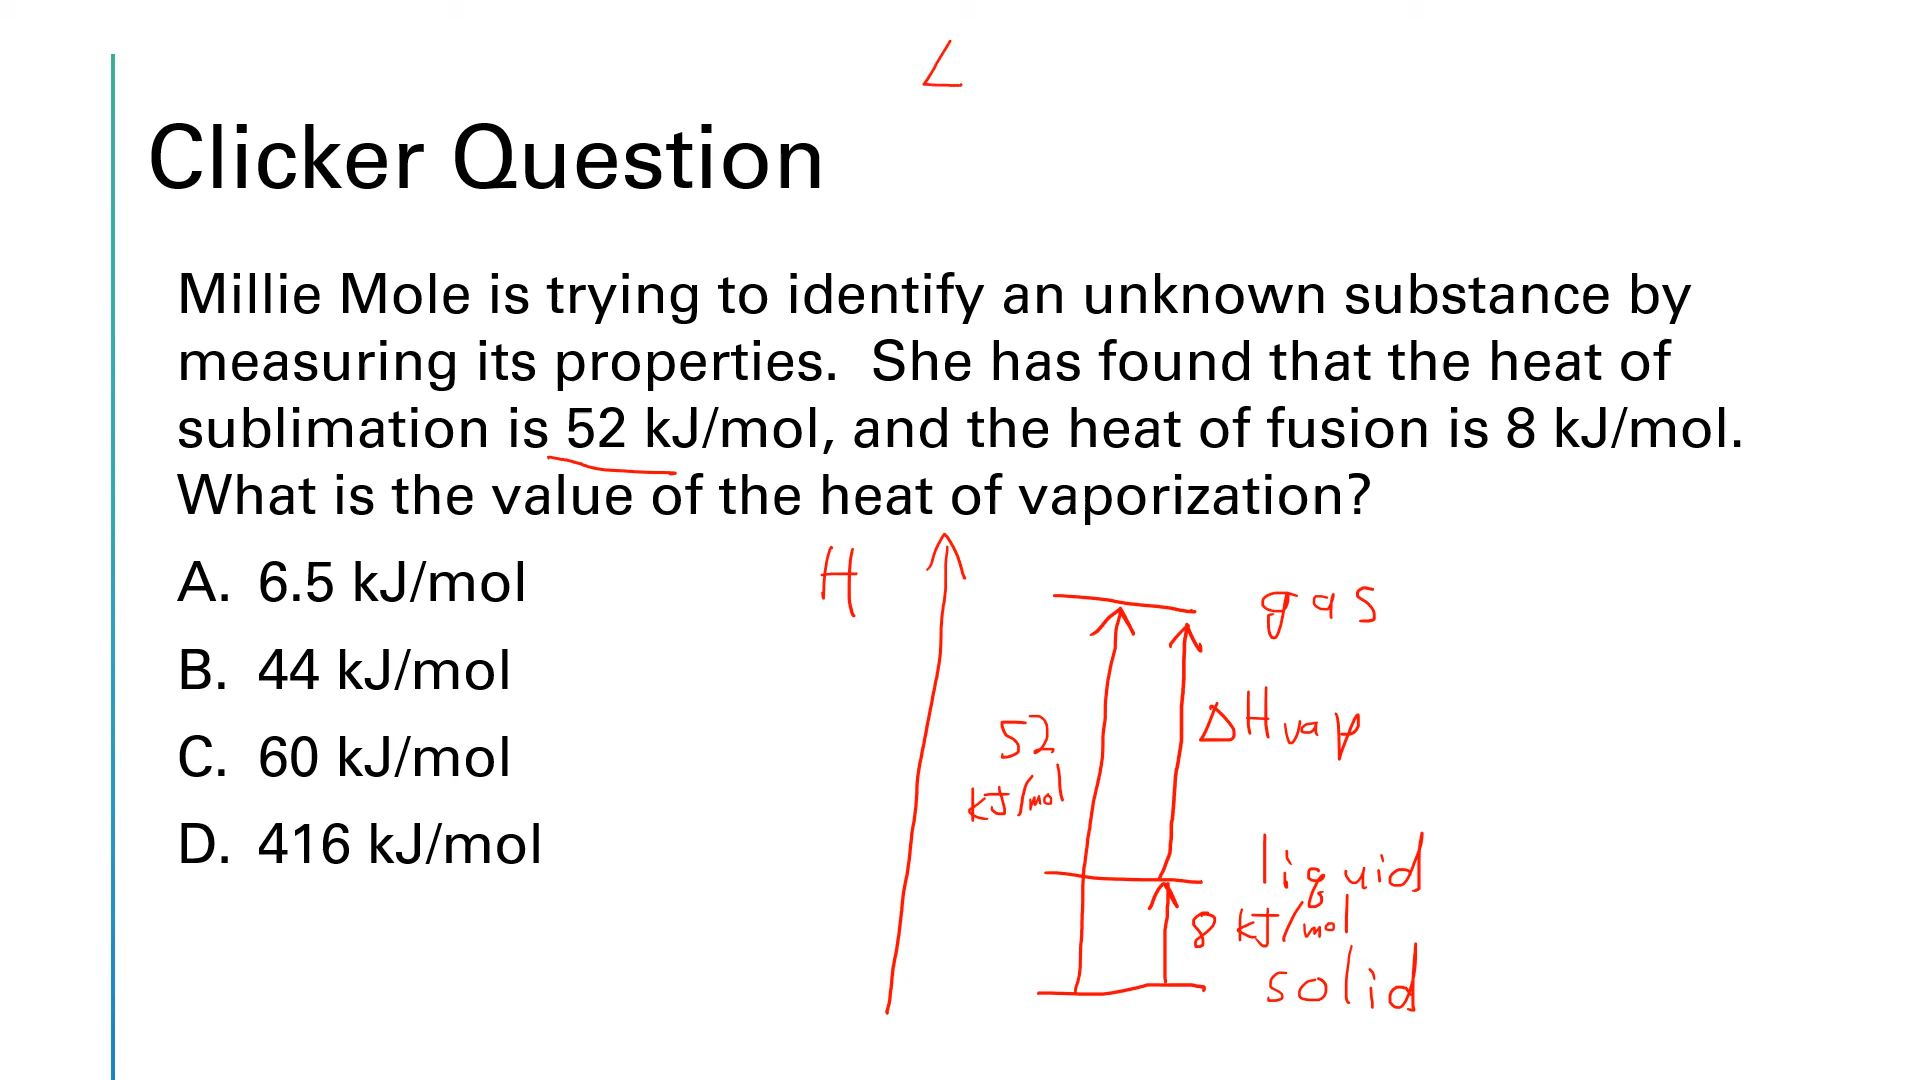 L
Clicker Question
Millie Mole is trying to identify an unknown substance by
measuring its properties.  She has found that the heat of
sublimation is 52 kJ/mol, and the heat of fusion is 8 kJ/mol.
What is the value of the heat of vaporization?
A. 6.5 kJ/mol
B. 44 kJ/mol
C. 60 kJ/mol
D. 416 kJ/mol
H
gas
52
kJ/mol
ΔHvap
liquid
8 kJ/mol
solid